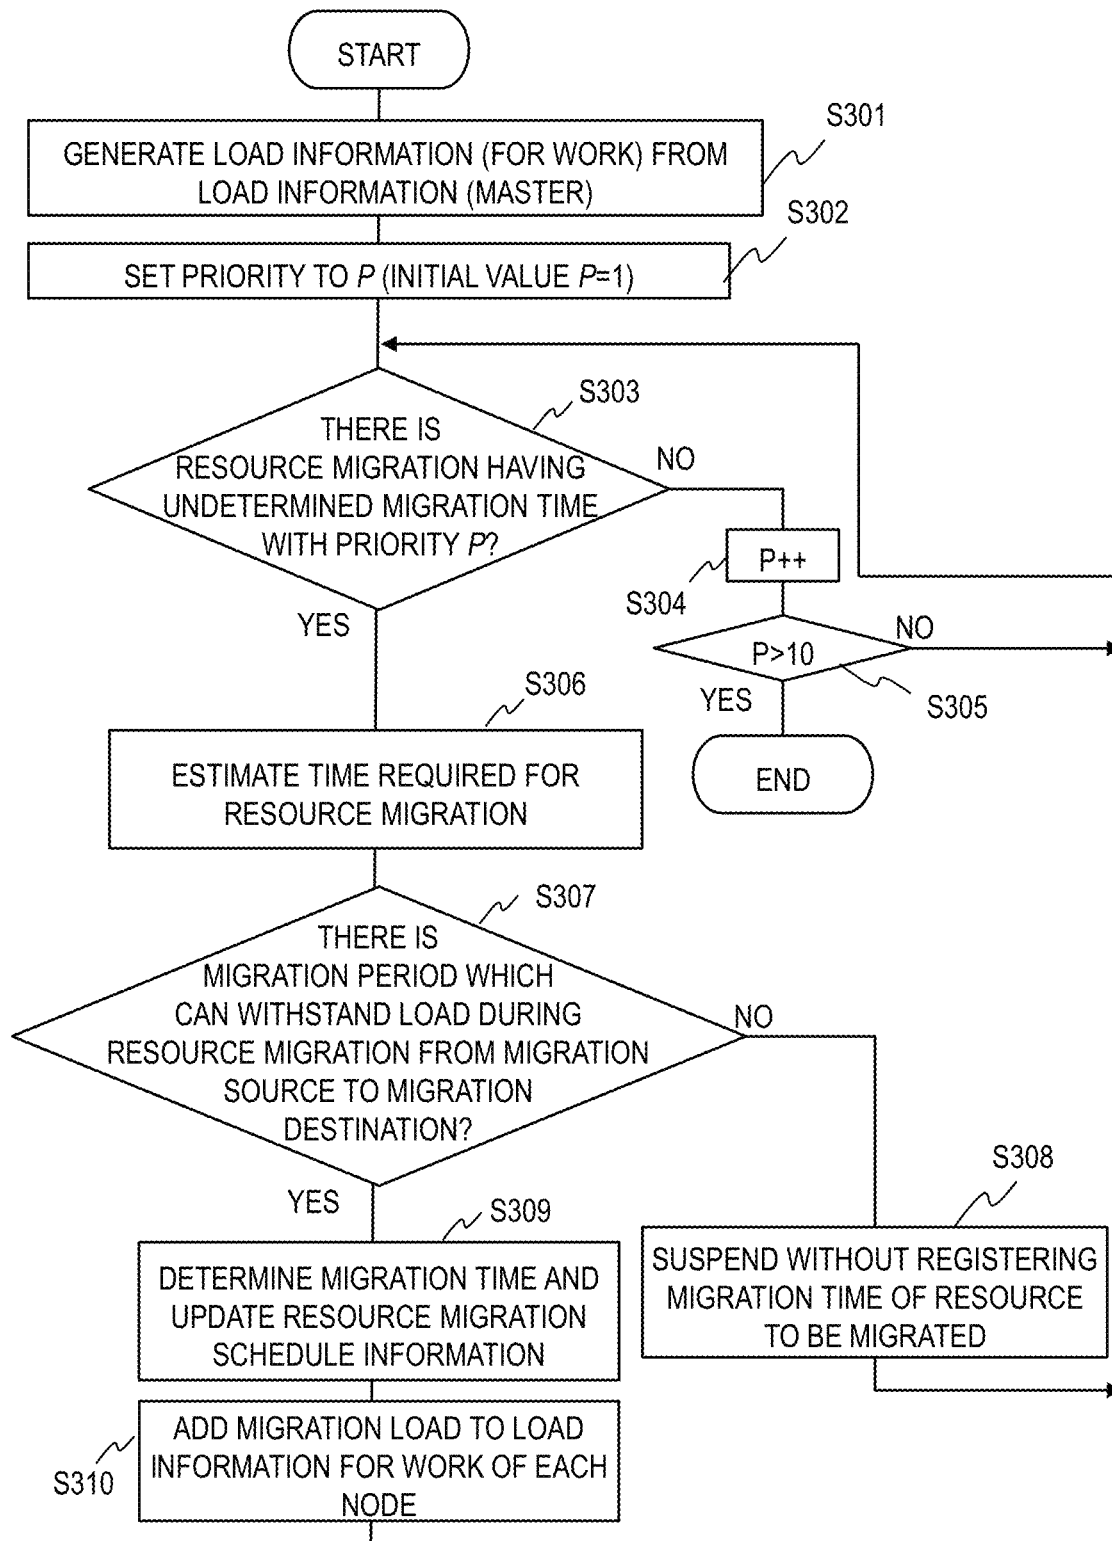 START
S301
GENERATE LOAD INFORMATION (FOR WORK) FROM
LOAD INFORMATION (MASTER)
S302
SET PRIORITY TO P (INITIAL VALUE P=1)
S303
THERE IS
RESOURCE MIGRATION HAVING
UNDETERMINED MIGRATION TIME
WITH PRIORITY P?
NO
P++
S304
YES
NO
P>10
S305
YES
END
S306
ESTIMATE TIME REQUIRED FOR
RESOURCE MIGRATION
S307
THERE IS
MIGRATION PERIOD WHICH
CAN WITHSTAND LOAD DURING
RESOURCE MIGRATION FROM MIGRATION
SOURCE TO MIGRATION
DESTINATION?
NO
YES
S308
SUSPEND WITHOUT REGISTERING
MIGRATION TIME OF RESOURCE
TO BE MIGRATED
S309
DETERMINE MIGRATION TIME AND
UPDATE RESOURCE MIGRATION
SCHEDULE INFORMATION
ADD MIGRATION LOAD TO LOAD
INFORMATION FOR WORK OF EACH
NODE
S310